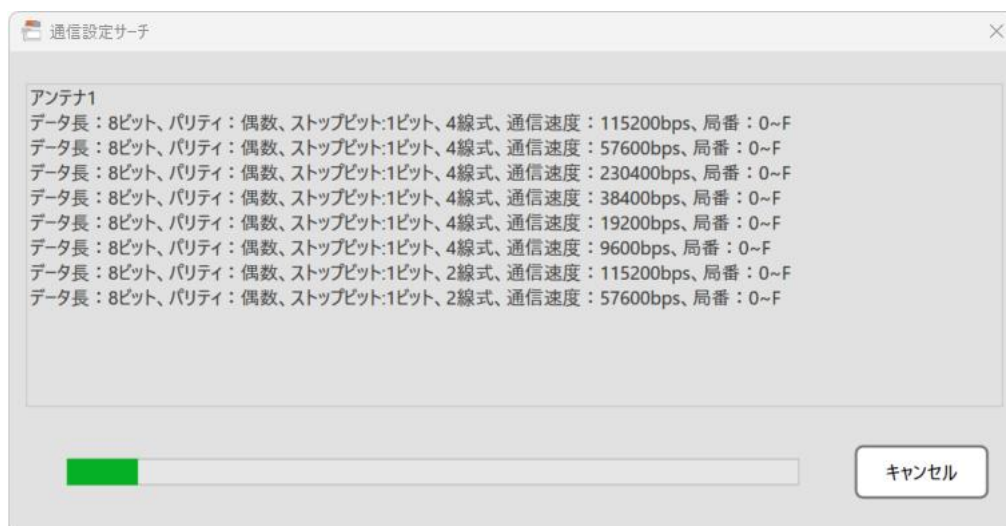 通信設定サーチ
アンテナ1
データ長：8ビット、パリティ：偶数、ストップビット:1ビット、4線式、通信速度：115200bps、局番：0~F
データ長：8ビット、パリティ：偶数、ストップビット:1ビット、4線式、通信速度：57600bps、局番：0~F
データ長：8ビット、パリティ：偶数、ストップビット:1ビット、4線式、通信速度：230400bps、局番：0~F
データ長：8ビット、パリティ：偶数、ストップビット:1ビット、4線式、通信速度：38400bps、局番：0~F
データ長：8ビット、パリティ：偶数、ストップビット:1ビット、4線式、通信速度：19200bps、局番：0~F
データ長：8ビット、パリティ：偶数、ストップビット:1ビット、4線式、通信速度：9600bps、局番：0~F
データ長：8ビット、パリティ：偶数、ストップビット:1ビット、2線式、通信速度：115200bps、局番：0~F
データ長：8ビット、パリティ：偶数、ストップビット:1ビット、2線式、通信速度：57600bps、局番：0~F
キャンセル